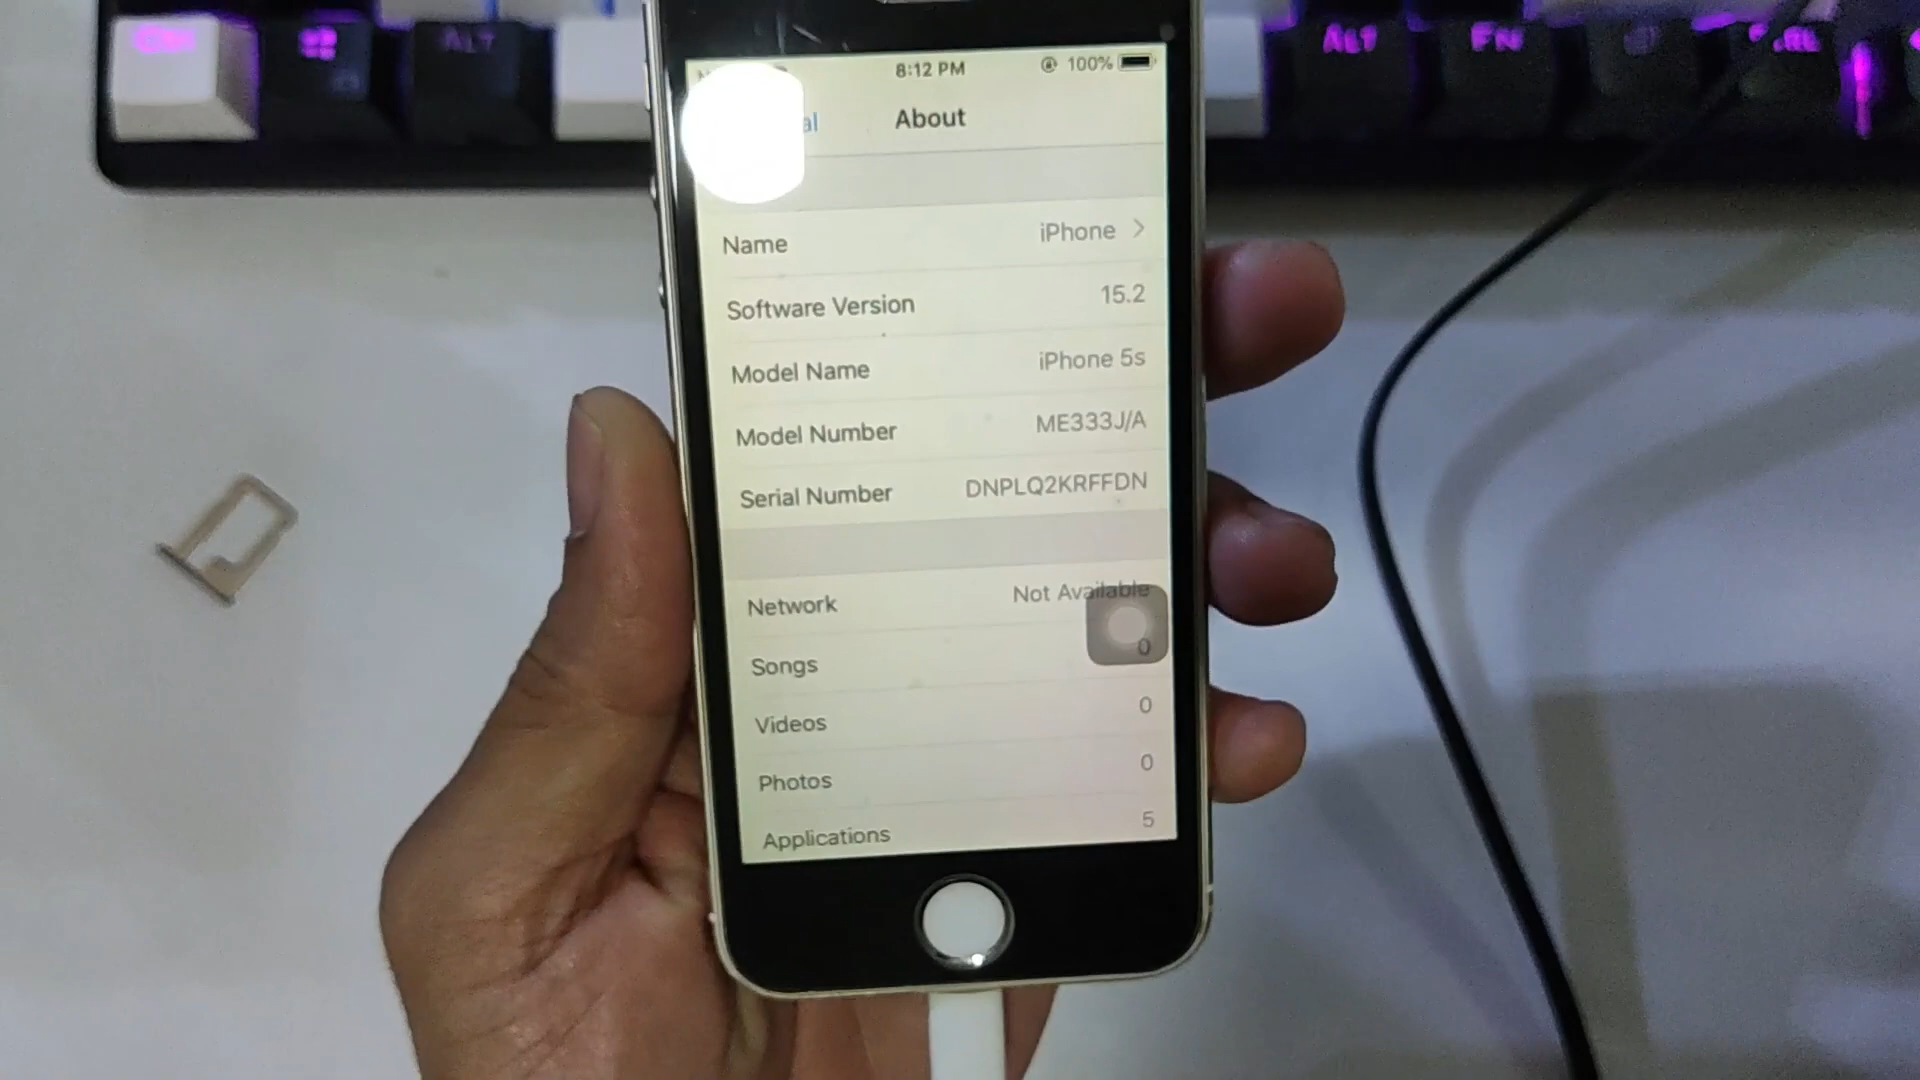 ALT
ALT
FN
8:12 PM
100%
al
About
Name
iPhone
Software Version
15.2
Model Name
iPhone 5s
Model Number
ME333J/A
Serial Number
DNPLQ2KRFFDN
Network
Not Available
Songs
0
Videos
0
Photos
0
Applications
5